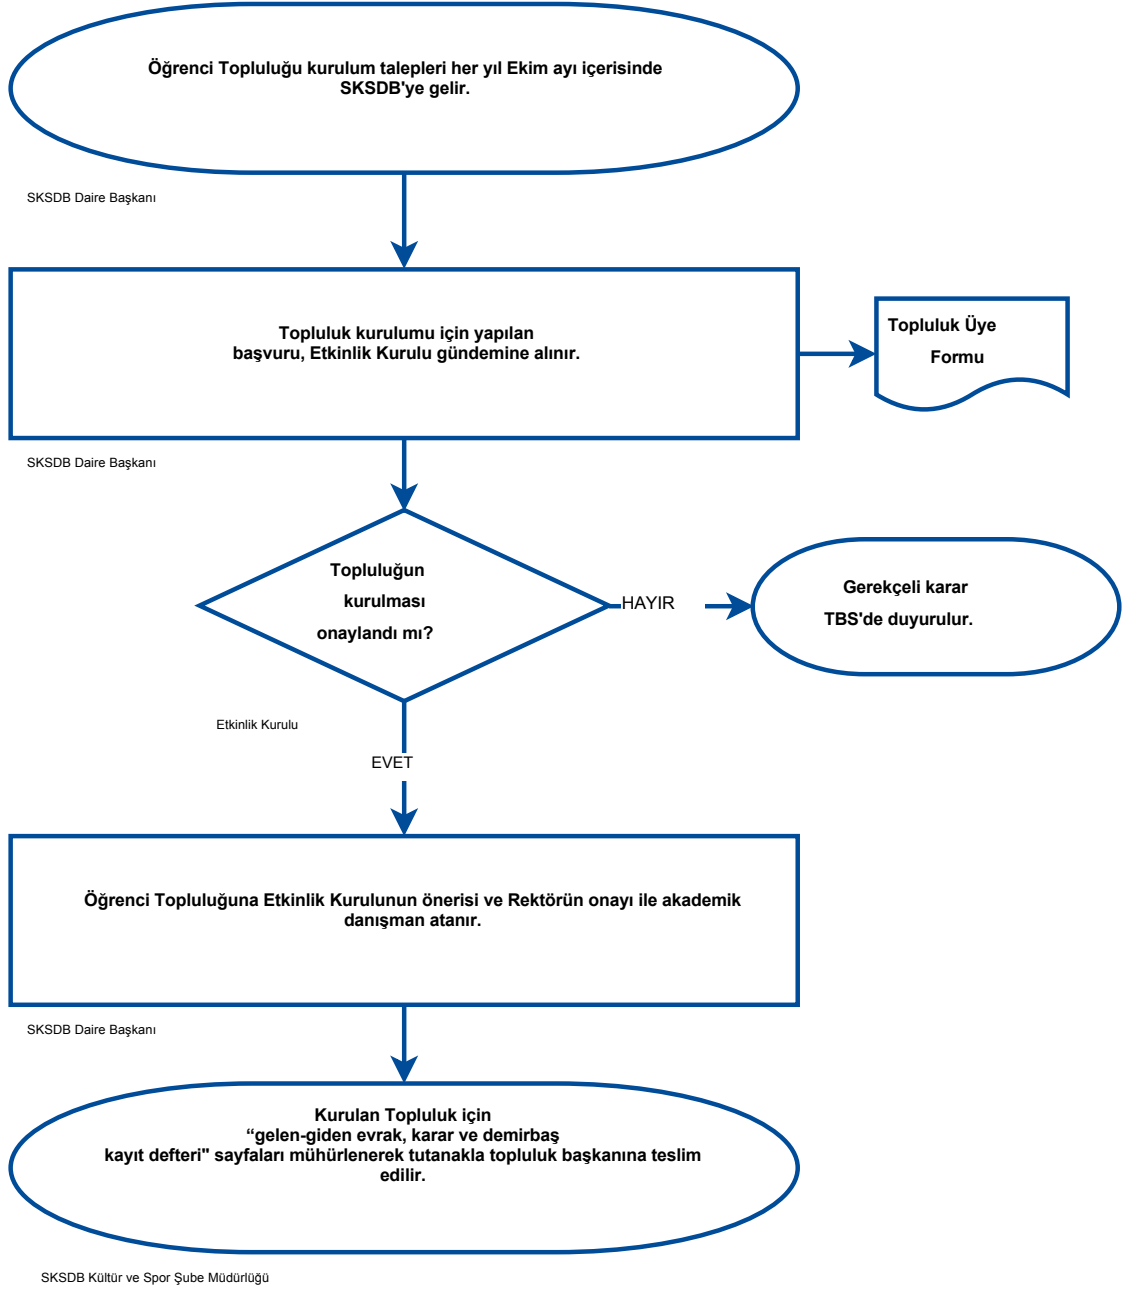 Öğrenci Topluluğu kurulum talepleri her yıl Ekim ayı içerisinde
SKSDB'ye gelir.
SKSDB Daire Başkanı
Topluluk kurulumu için yapılan
başvuru, Etkinlik Kurulu gündemine alınır.
Topluluk Üye
Formu
SKSDB Daire Başkanı
Topluluğun
kurulması
onaylandı mı?
HAYIR
Gerekçeli karar
TBS'de duyurulur.
Etkinlik Kurulu
EVET
Öğrenci Topluluğuna Etkinlik Kurulunun önerisi ve Rektörün onayı ile akademik
danışman atanır.
SKSDB Daire Başkanı
Kurulan Topluluk için
“gelen-giden evrak, karar ve demirbaş
kayıt defteri" sayfaları mühürlenerek tutanakla topluluk başkanına teslim
edilir.
SKSDB Kültür ve Spor Şube Müdürlüğü